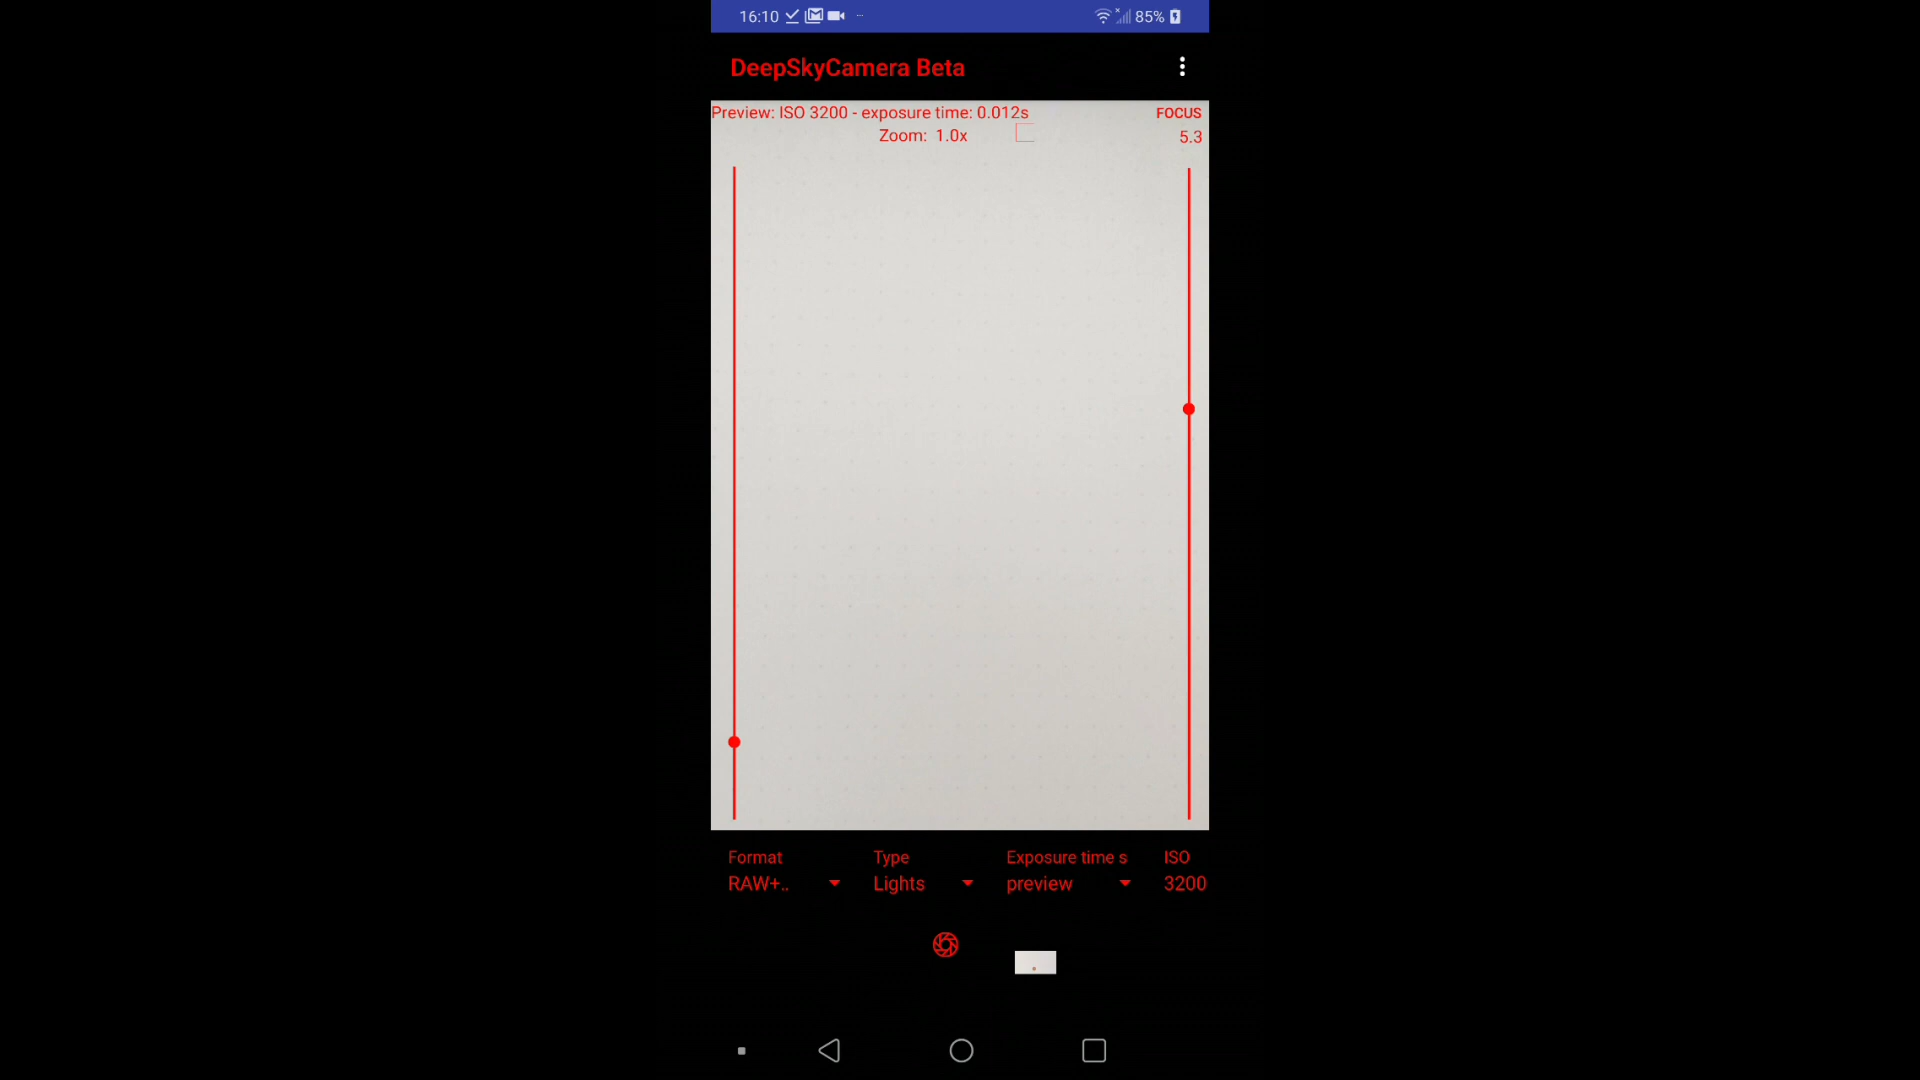 16:10 85%
DeepSkyCamera Beta
Preview: ISO 3200 - exposure time: 0.012s FOCUS
Zoom: 1.0x 5.3
Format Type Exposure time s ISO
RAW+.. Lights preview 3200